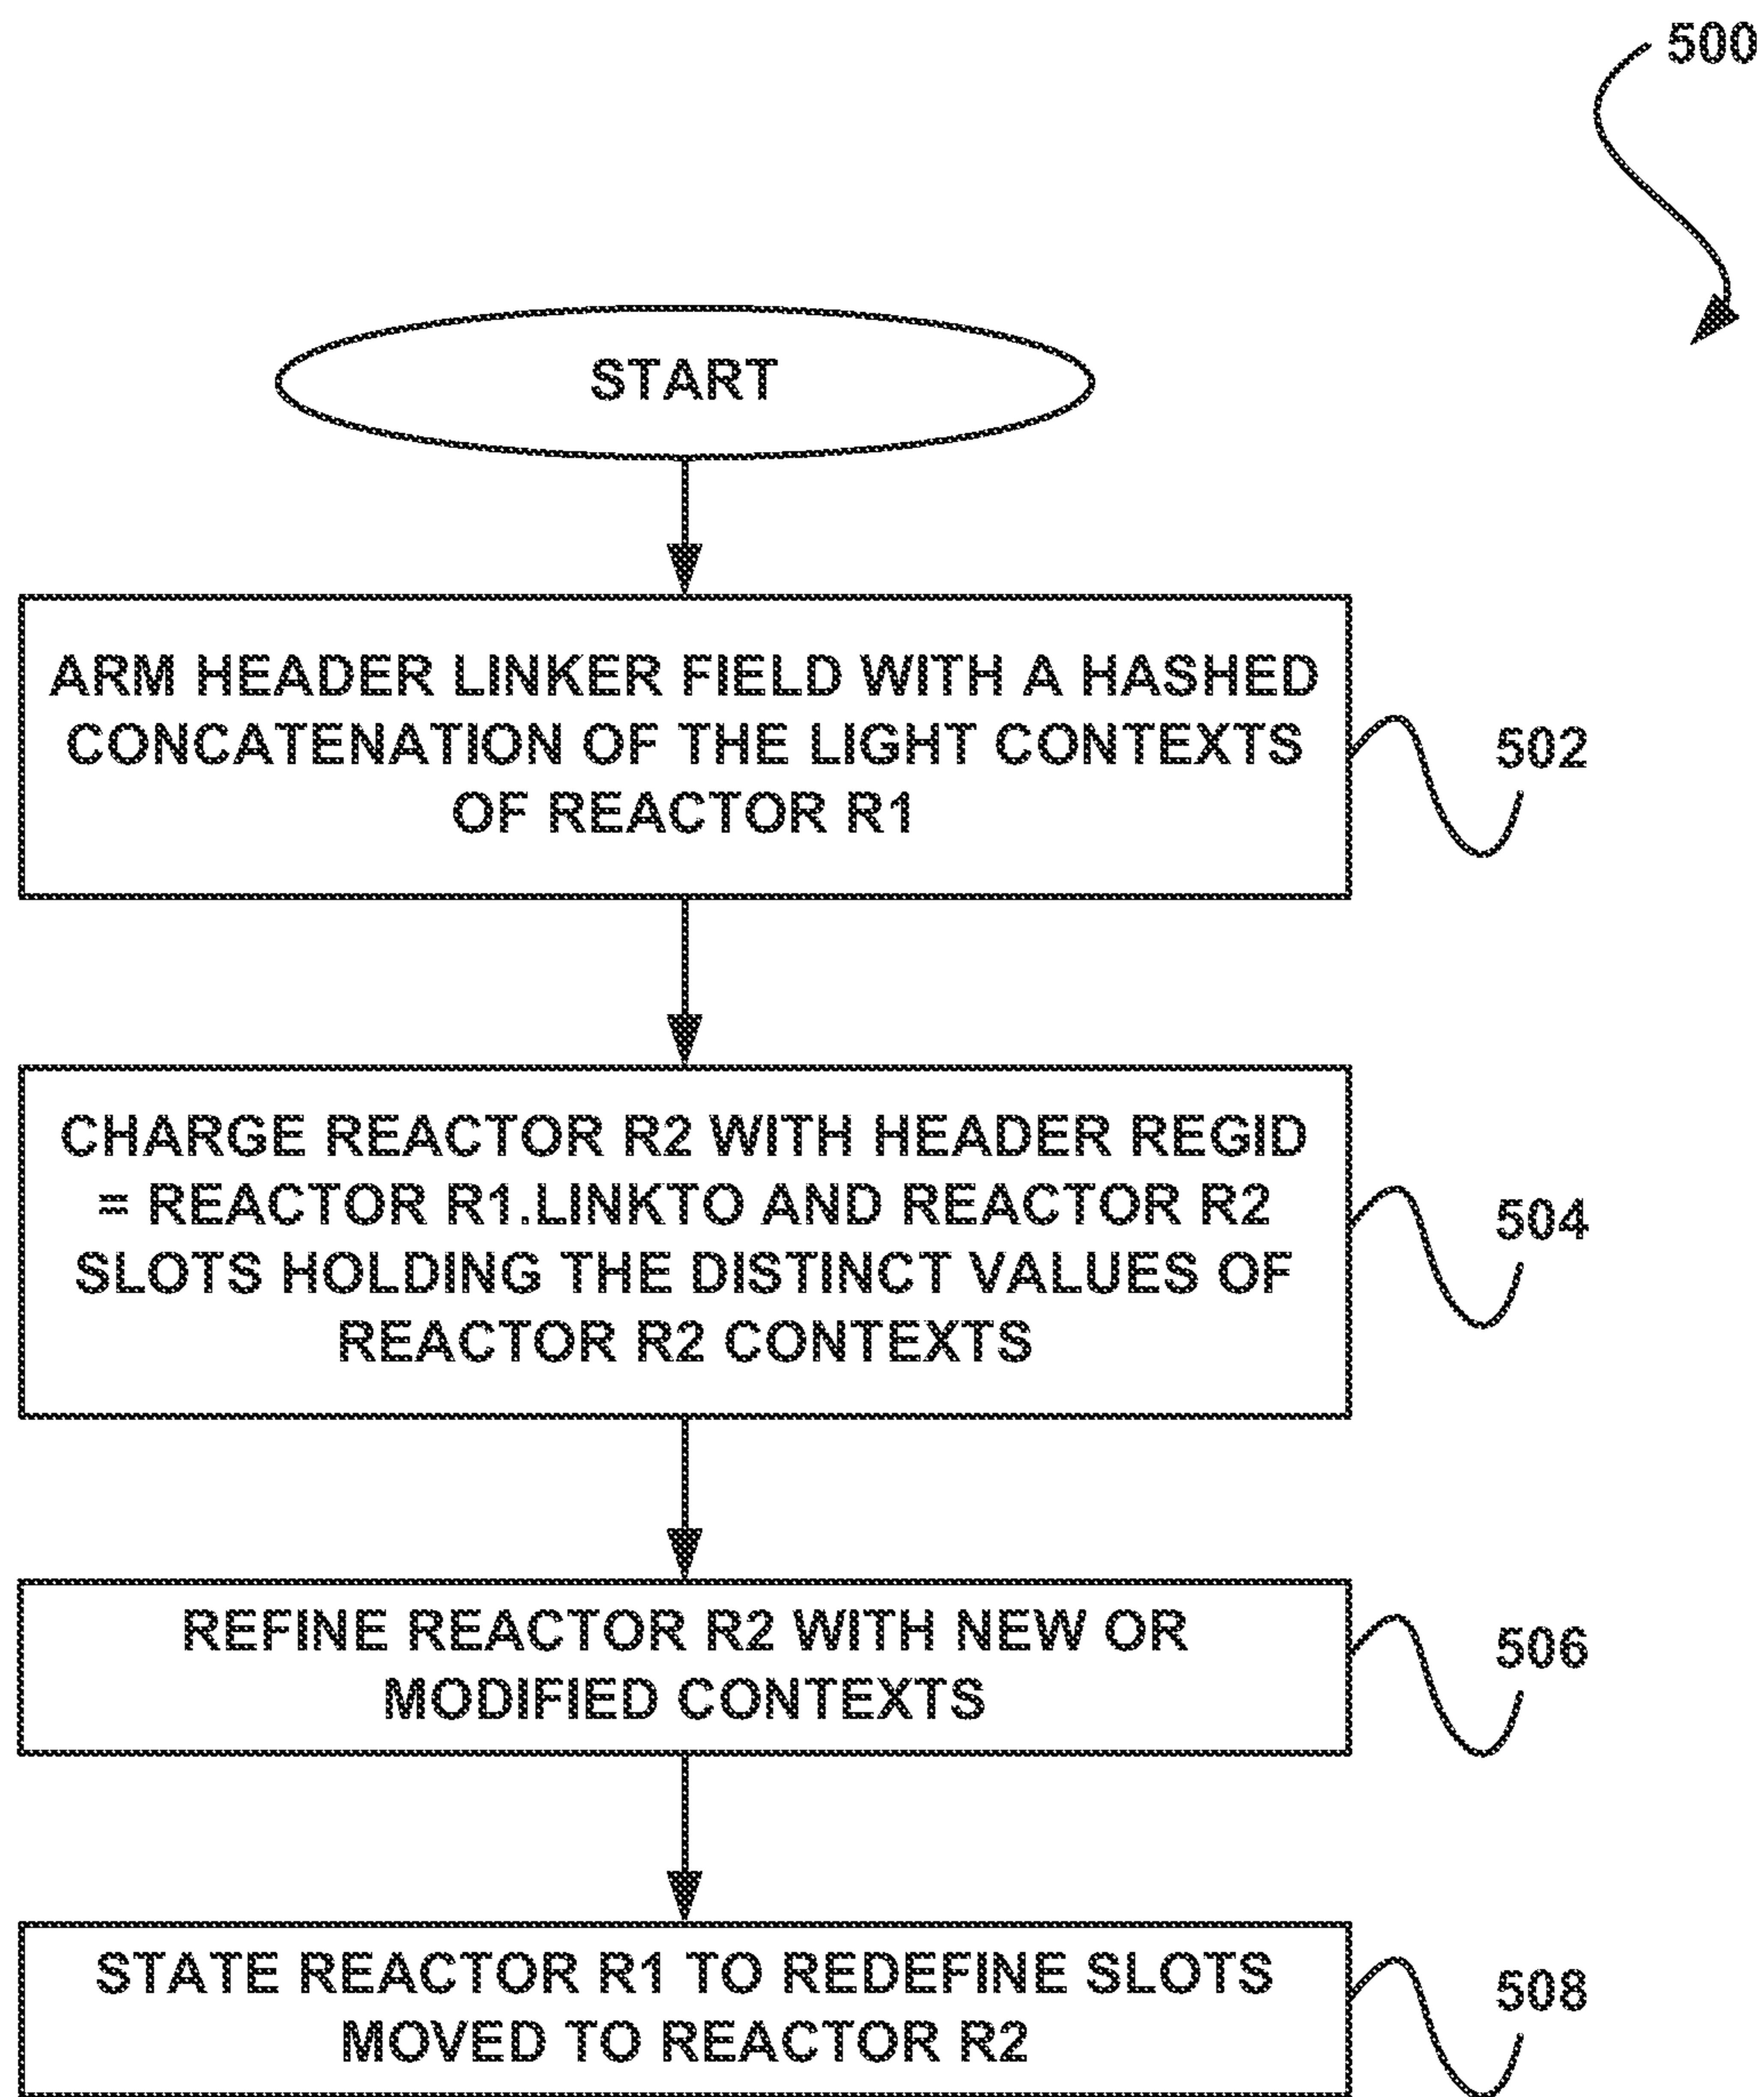 500
START
ARM HEADER LINKER FIELD WITH A HASHED
CONCATENATION OF THE LIGHT CONTEXTS
OF REACTOR R1
502
CHARGE REACTOR R2 WITH HEADER REGID
= REACTOR R1.LINKTO AND REACTOR R2
SLOTS HOLDING THE DISTINCT VALUES OF
REACTOR R2 CONTEXTS
504
REFINE REACTOR R2 WITH NEW OR
MODIFIED CONTEXTS
506
STATE REACTOR R1 TO REDEFINE SLOTS
MOVED TO REACTOR R2
508